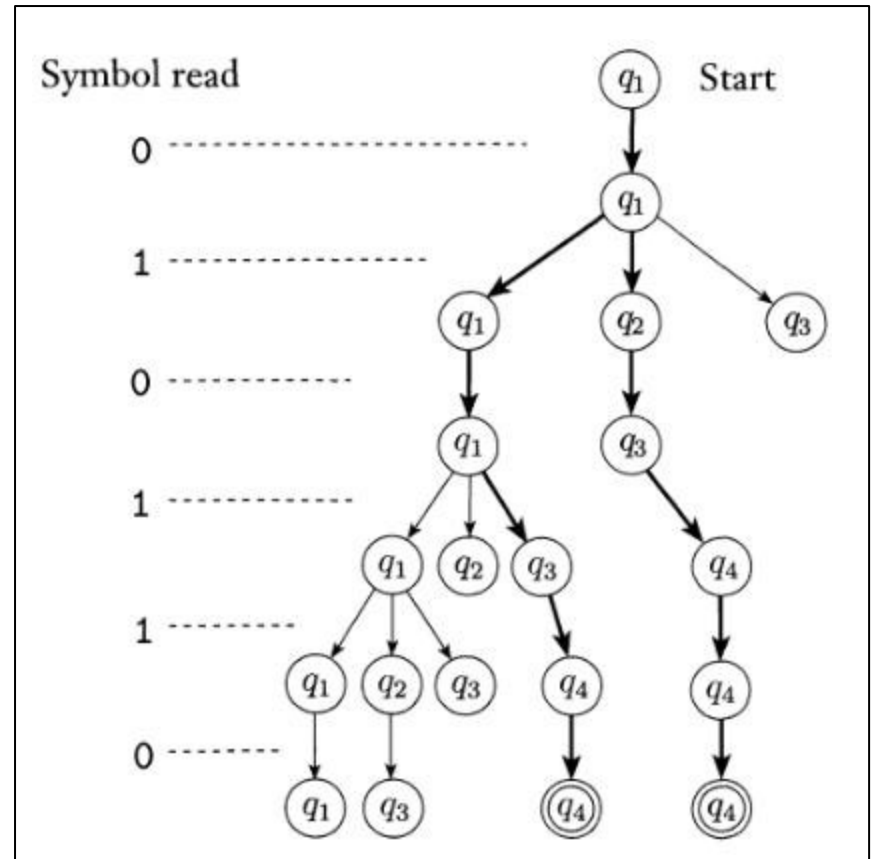 Symbol read q1 Start
0
q1
1
q1 q2 q3
0
q1 q3
1
q1 q2 q3 q4
1
q1 q2 q3 q4 q4
0
q1 q3 q4 q4